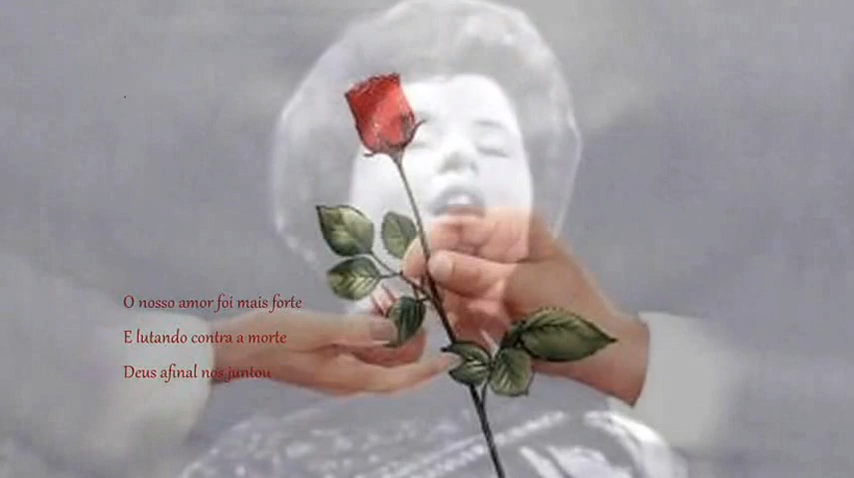 O nosso amor foi mais forte
E lutando contra a morte
Deus afinal nos juntou